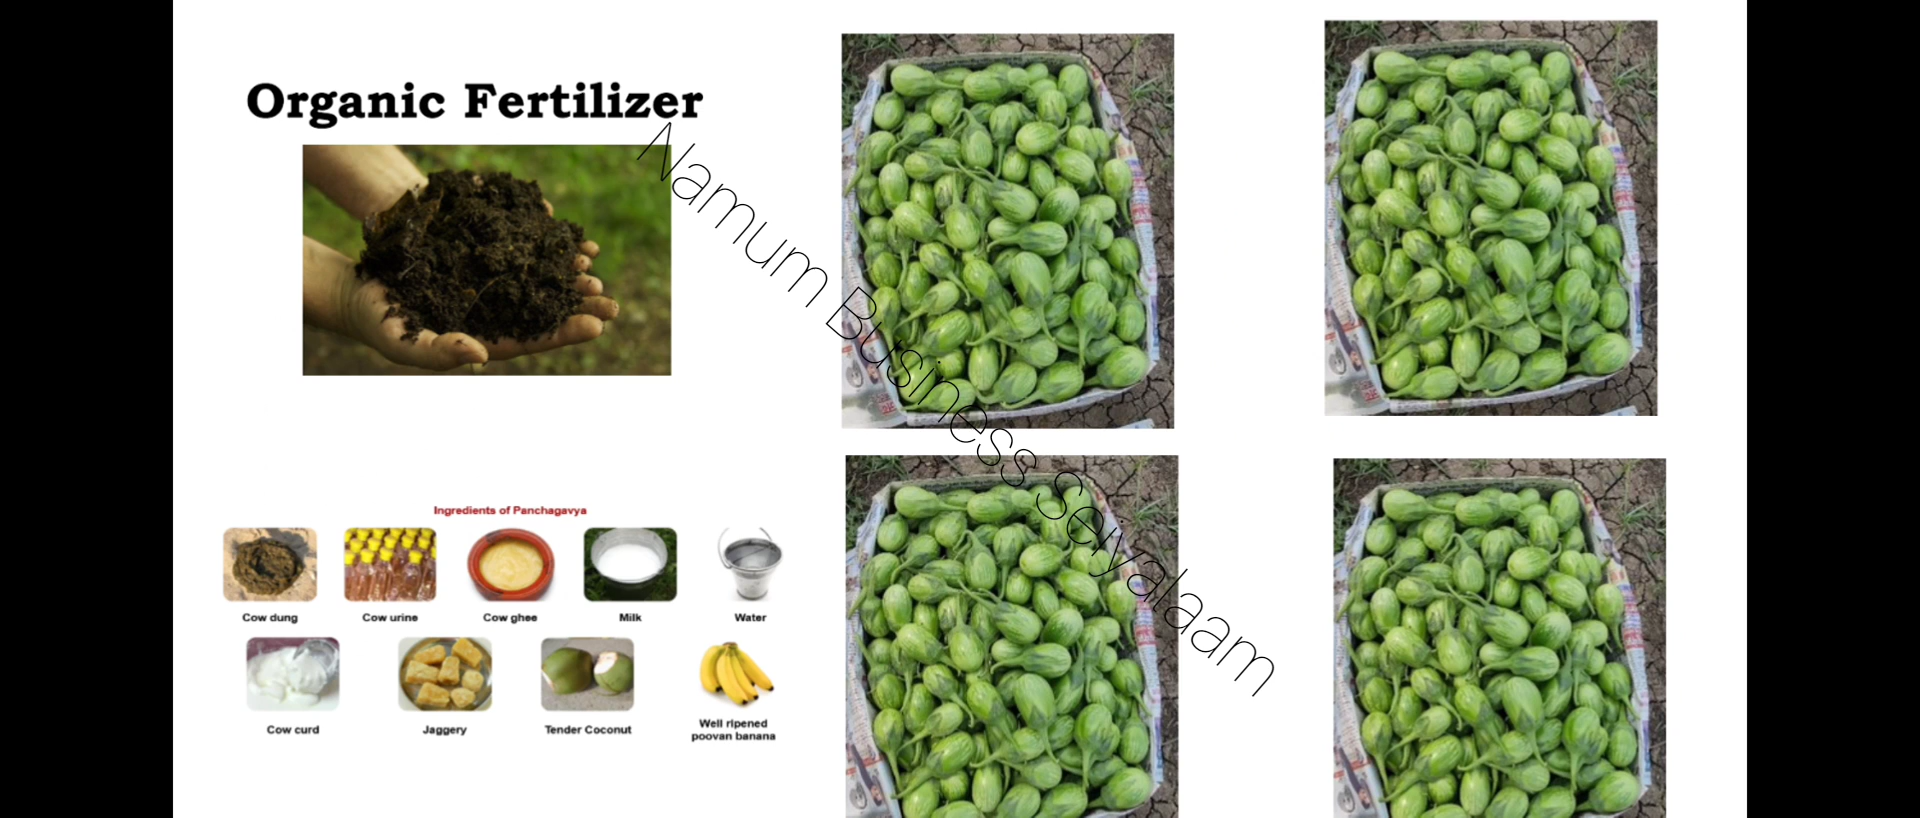 Organic Fertilizer
Namum Business Seiyalaam
Ingredients of Panchagavya
Cow dung
Cow urine
Cow ghee
Milk
Water
Cow curd
Jaggery
Tender Coconut
Well ripened
poovan banana